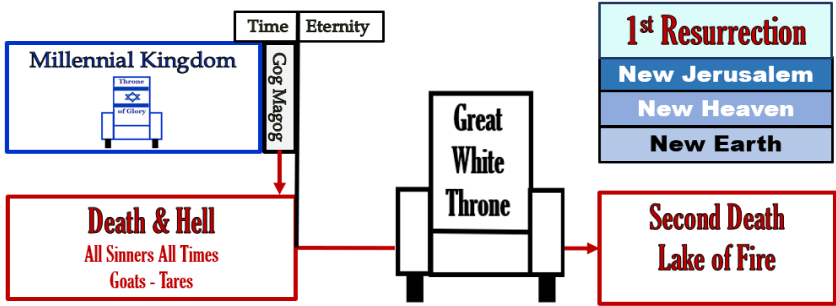 Time
Eternity
Millennial Kingdom
Throne
of Glory
Gog Magog
Death & Hell
All Sinners All Times
Goats - Tares
Great
White
Throne
1st Resurrection
New Jerusalem
New Heaven
New Earth
Second Death
Lake of Fire